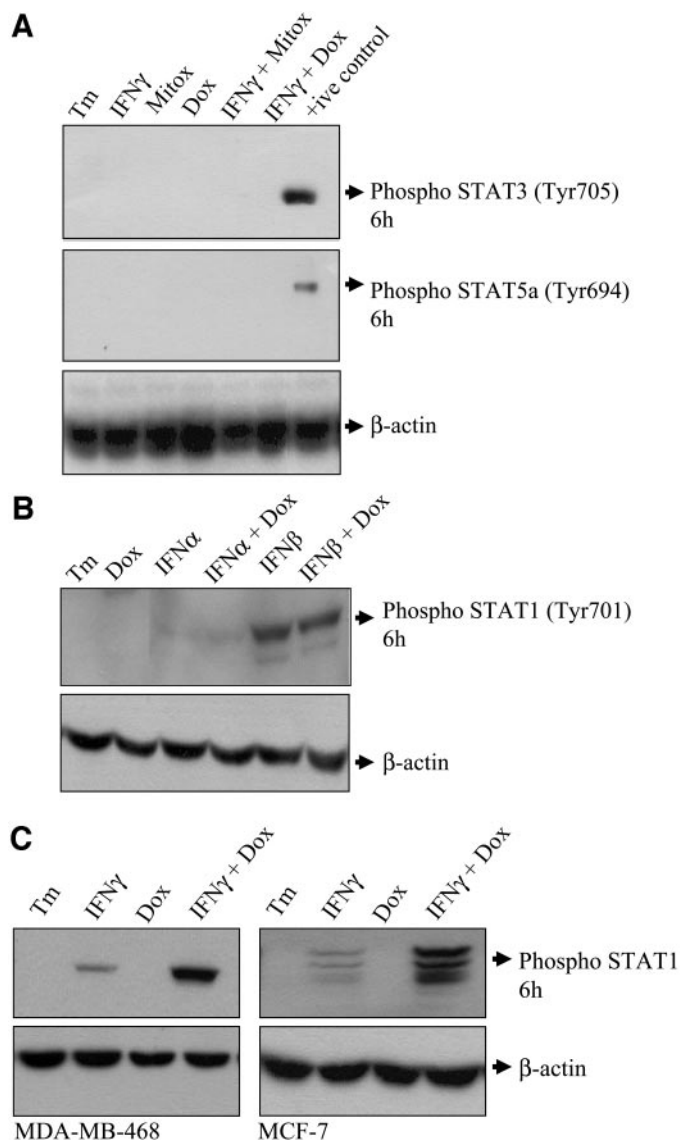 A
Tm
IFNγ
Mitox
Dox
IFNγ + Mitox
IFNγ + Dox
+ive control
Phospho STAT3 (Tyr705)
6h
Phospho STAT5a (Tyr694)
6h
β-actin
B
Tm
Dox
IFNα
IFNα + Dox
IFNβ
IFNβ + Dox
Phospho STAT1 (Tyr701)
6h
β-actin
C
Tm
IFNγ
Dox
IFNγ + Dox
Tm
IFNγ
Dox
IFNγ + Dox
Phospho STAT1
6h
β-actin
MDA-MB-468
MCF-7